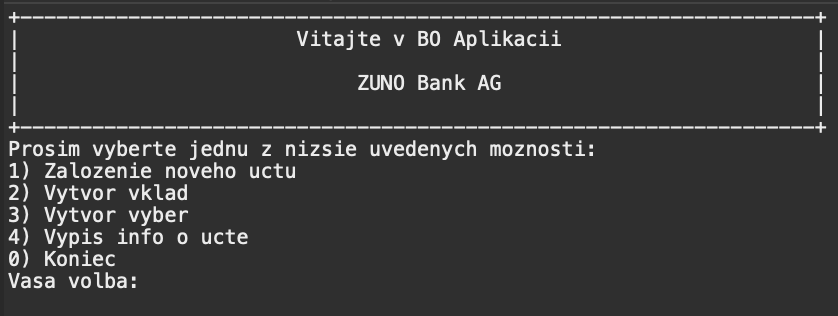 Vitajte v BO Aplikacii
ZUNO Bank AG
Prosim vyberte jednu z nizsie uvedenych moznosti:
1) Zalozenie noveho uctu
2) Vytvor vklad
3) Vytvor vyber
4) Vypis info o ucte
0) Koniec
Vasa volba: